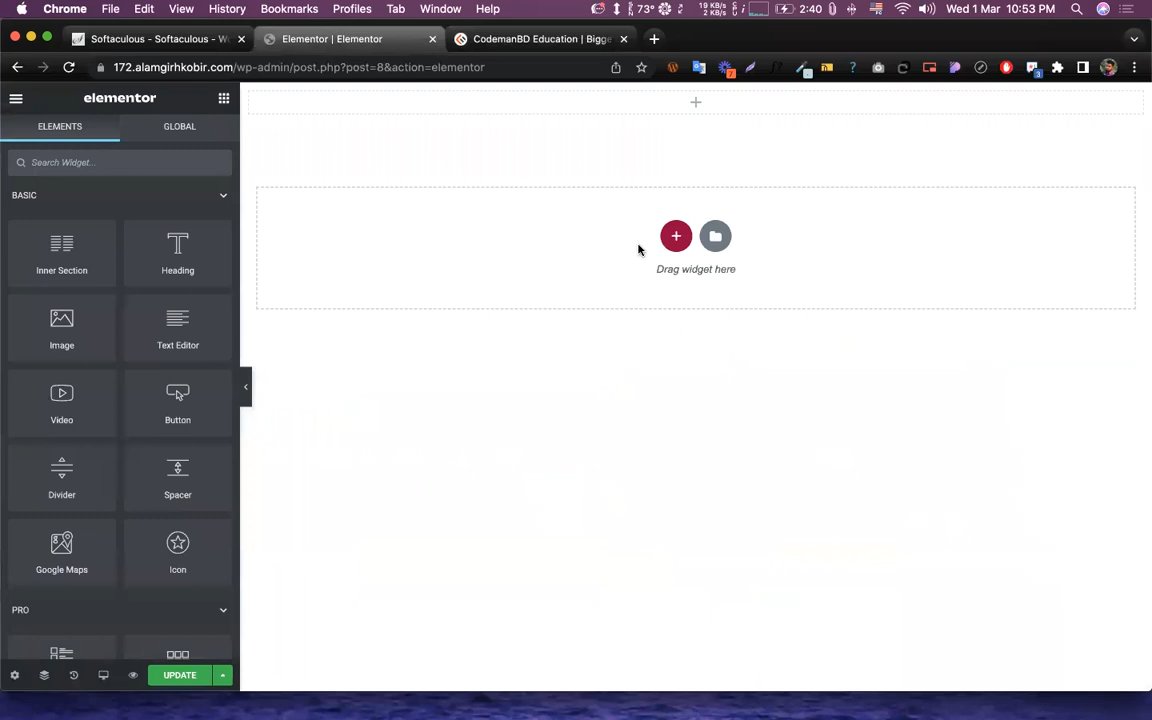 Chrome File Edit View History Bookmarks Profiles Tab Window Help 73° 19 KB/s 2 KB/s 2:40 Wed 1 Mar 10:53 PM
Softaculous - Softaculous - W
Elementor | Elementor
CodemanBD Education | Bigge
172.alamgirhkobir.com/wp-admin/post.php?post=8&action=elementor
elementor
ELEMENTS GLOBAL
Search Widget...
BASIC
Inner Section Heading
Image Text Editor
Video Button
Divider Spacer
Google Maps Icon
PRO
UPDATE
Drag widget here